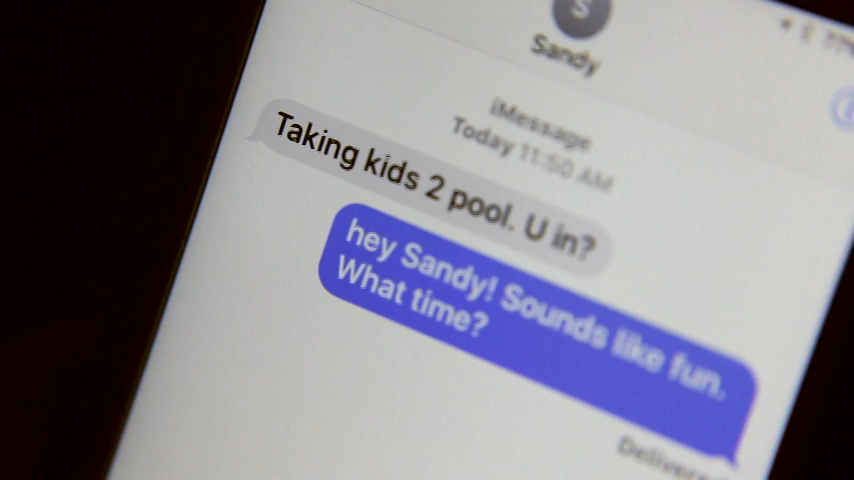 S
Sandy
iMessage
Today 11:50 AM
Taking kids 2 pool. U in?
hey Sandy! Sounds like fun.
What time?